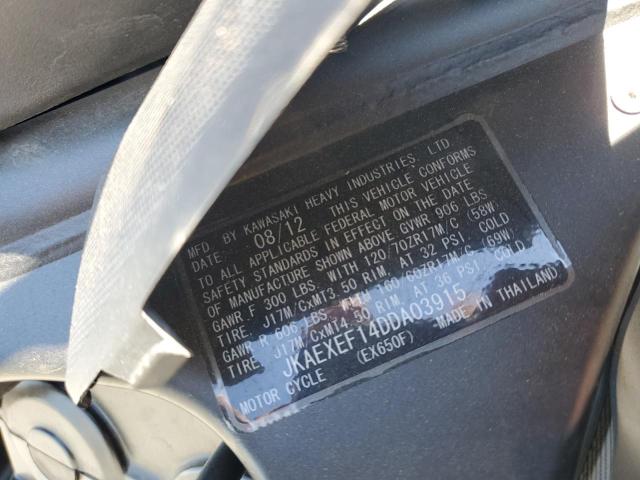 MFD BY KAWASAKI HEAVY INDUSTRIES, LTD
DATE: 08/12 THIS VEHICLE CONFORMS
TO ALL APPLICABLE FEDERAL MOTOR VEHICLE
SAFETY STANDARDS IN EFFECT ON THE DATE
OF MANUFACTURE SHOWN ABOVE GVWR 906 LBS
GAWR F 300 LBS. WITH 120/70ZR17M/C (58W)
TIRE, J17M/CxMT3.50 RIM, AT 32 PSI COLD
GAWR R 606 LBS. WITH 160/60ZR17M/C (69W)
TIRE, J17M/CxMT4.50 RIM, AT 36 PSI COLD
JKAEXEF14DDA03915
MOTOR CYCLE (EX650F) MADE IN THAILAND